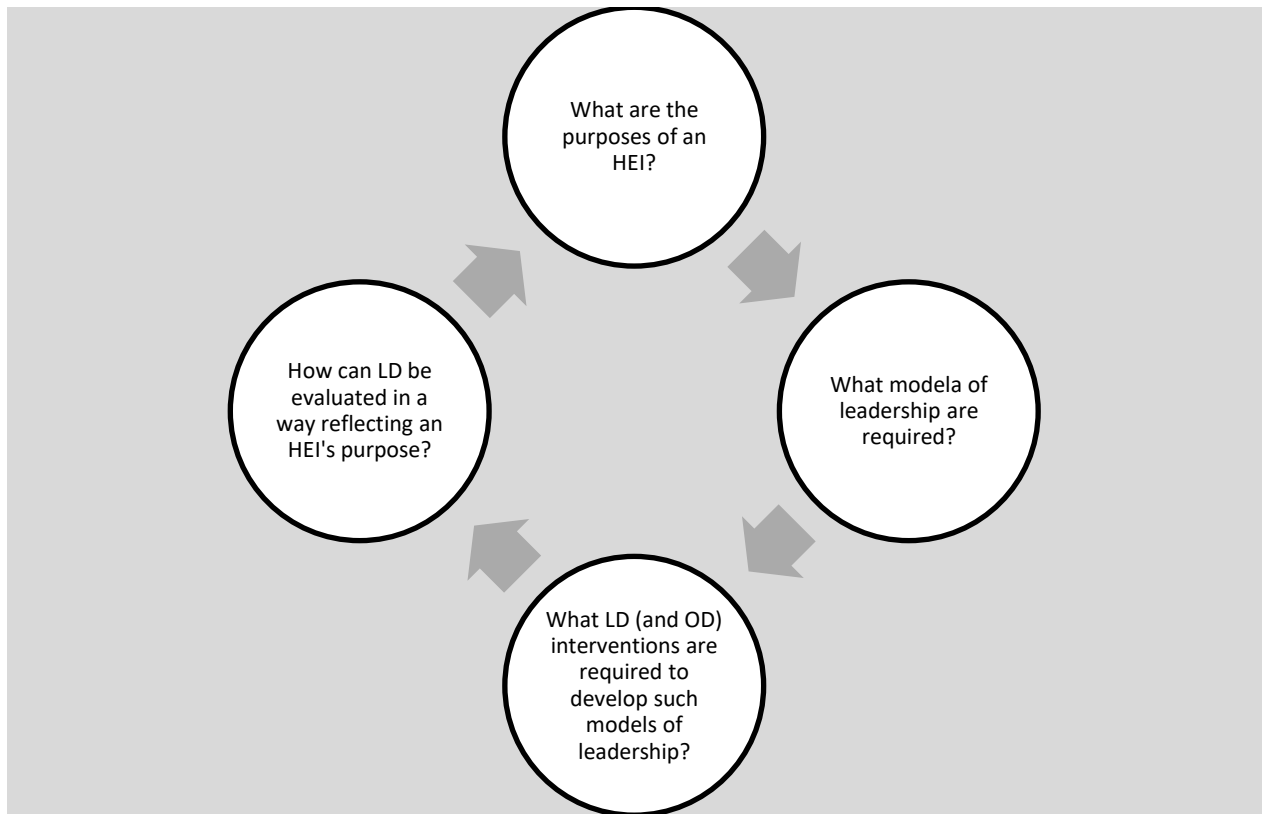 What are the
purposes of an
HEI?
What modela of
leadership are
required?
What LD (and OD)
interventions are
required to
develop such
models of
leadership?
How can LD be
evaluated in a
way reflecting an
HEI's purpose?